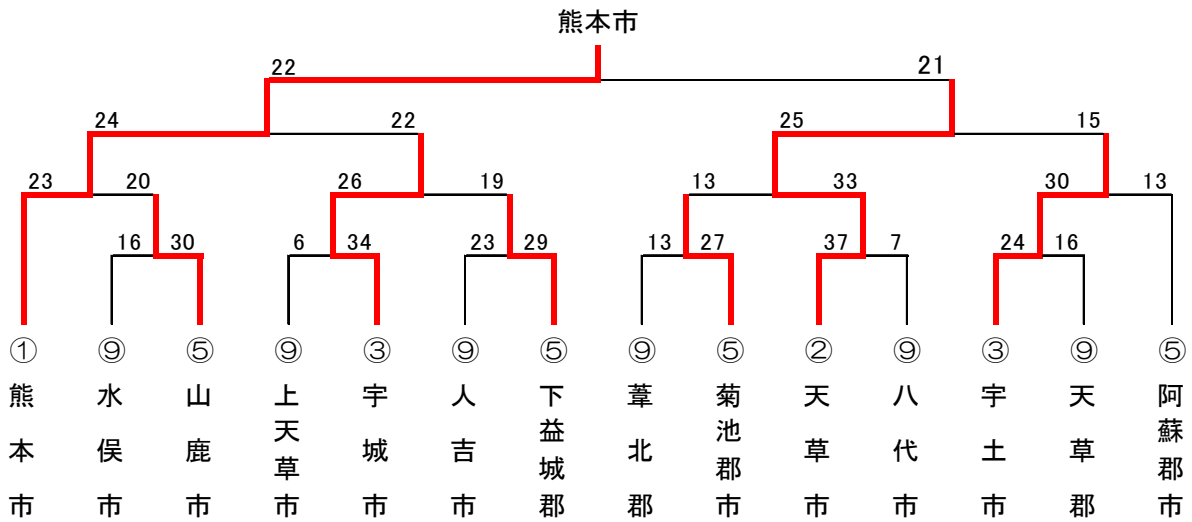 熊本市
22 21
24 22 25 15
23 20 26 19 13 33 30 13
16 30 6 34 23 29 13 27 37 7 24 16
① ⑨ ⑤ ⑨ ③ ⑨ ⑤ ⑨ ⑤ ② ⑨ ③ ⑨ ⑤
熊本市
水俣市
山鹿市
上天草市
宇城市
人吉市
下益城郡
葦北郡
菊池郡市
天草市
八代市
宇土市
天草郡
阿蘇郡市